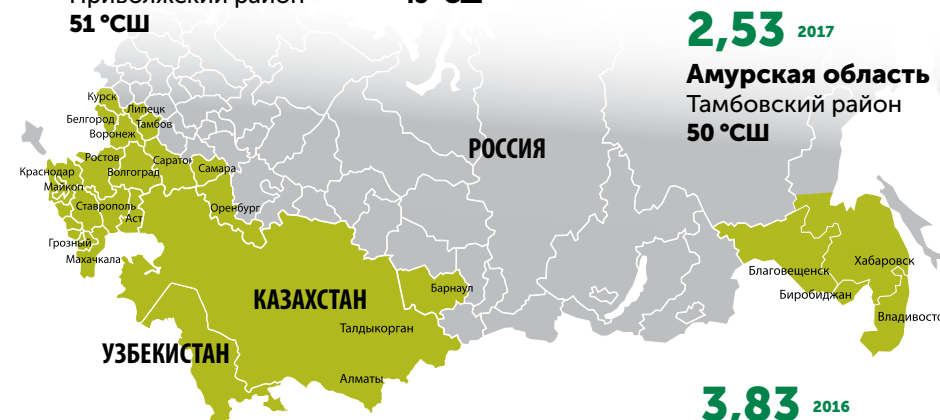 51 °СШ
2,53 2017
Амурская область
Тамбовский район
50 °СШ
РОССИЯ
Курск
Липецк
Белгород
Тамбов
Воронеж
Ростов
Саратов
Самара
Краснодар
Волгоград
Майкоп
Ставрополь
Оренбург
Аст
Грозный
Махачкала
Хабаровск
Благовещенск
Барнаул
Биробиджан
КАЗАХСТАН
Владивосто
Талдыкорган
УЗБЕКИСТАН
Алматы
3,83 2016